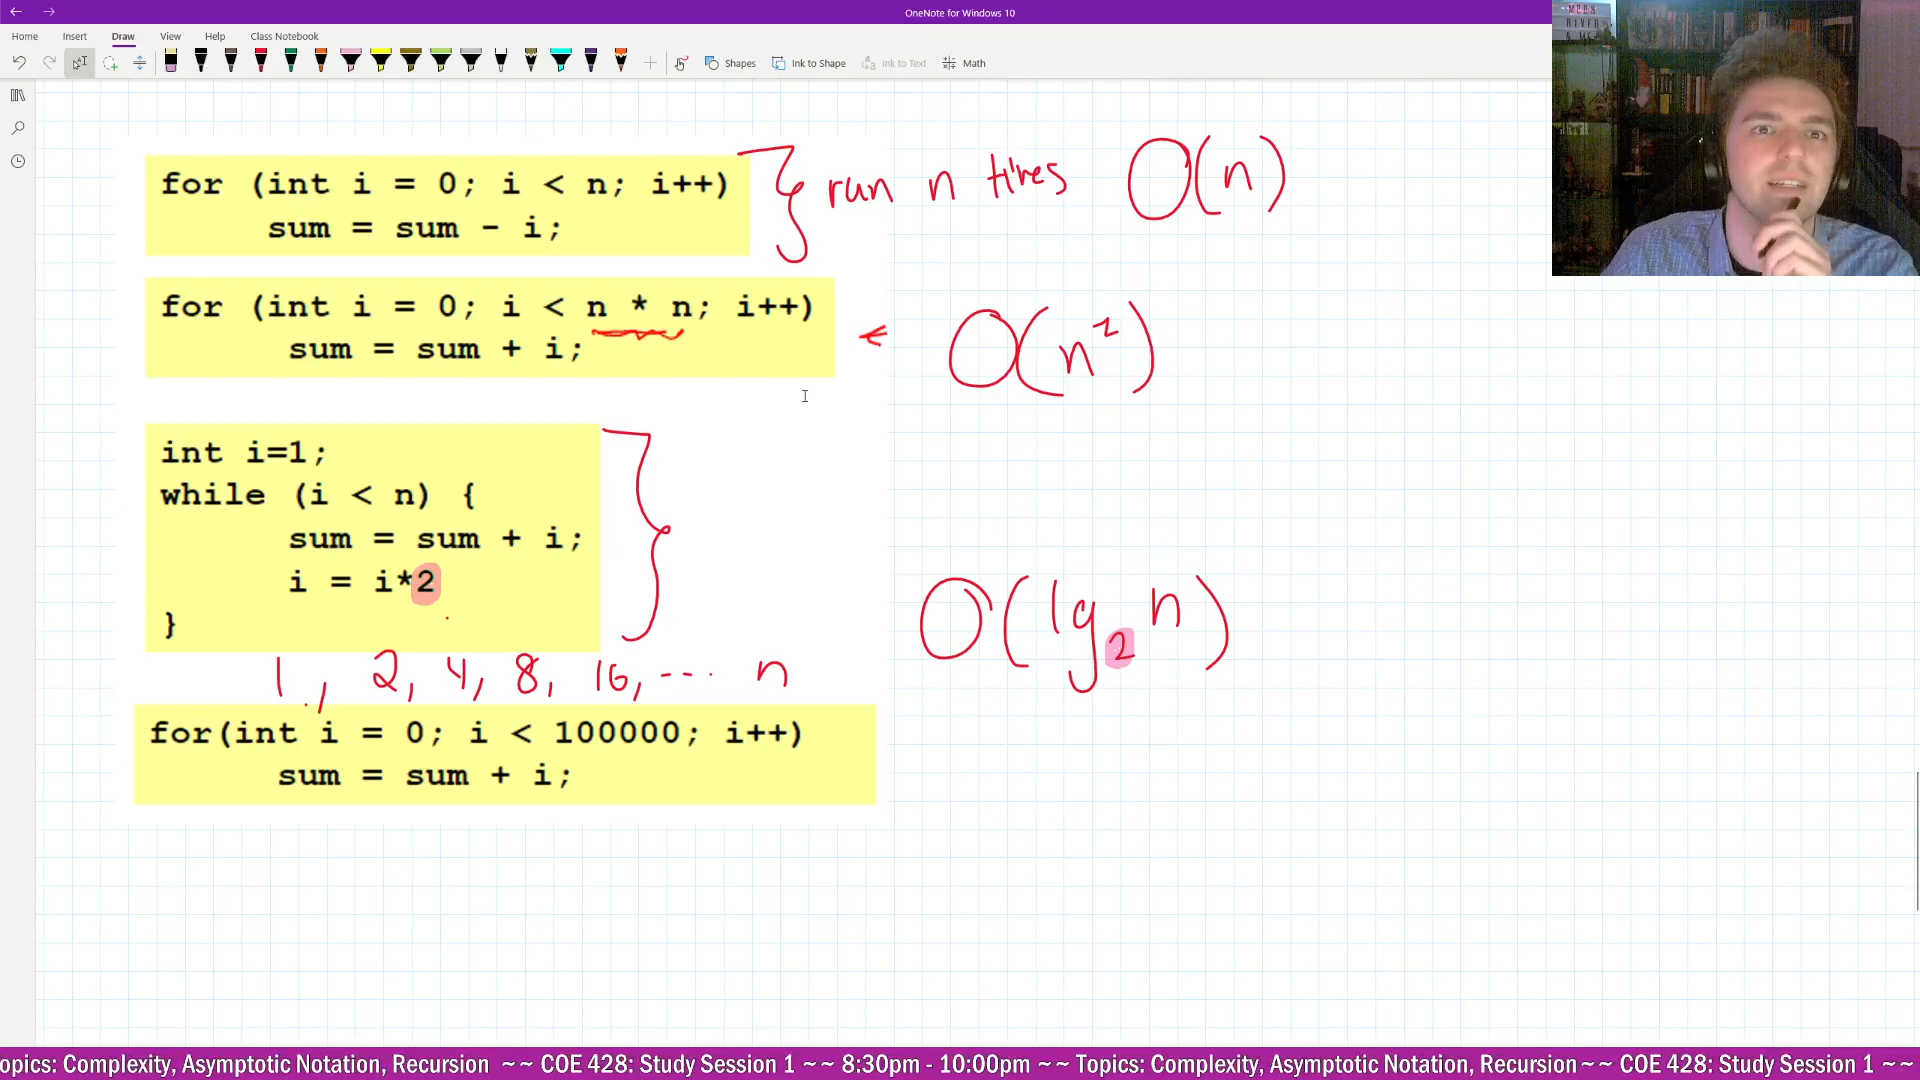 OneNote for Windows 10
Home Insert Draw View Help Class Notebook
Shapes Ink to Shape Ink to Text Math
MOON
RIVER
& ME
for (int i = 0; i < n; i++)
sum = sum - i;
run n times O(n)
for (int i = 0; i < n * n; i++)
sum = sum + i;
O(n²)
int i=1;
while (i < n) {
sum = sum + i;
i = i*2
}
O(lg₂ n)
1, 2, 4, 8, 16, ... n
for(int i = 0; i < 100000; i++)
sum = sum + i;
opics: Complexity, Asymptotic Notation, Recursion ~~ COE 428: Study Session 1 ~~ 8:30pm - 10:00pm ~~ Topics: Complexity, Asymptotic Notation, Recursion ~~ COE 428: Study Session 1 ~~